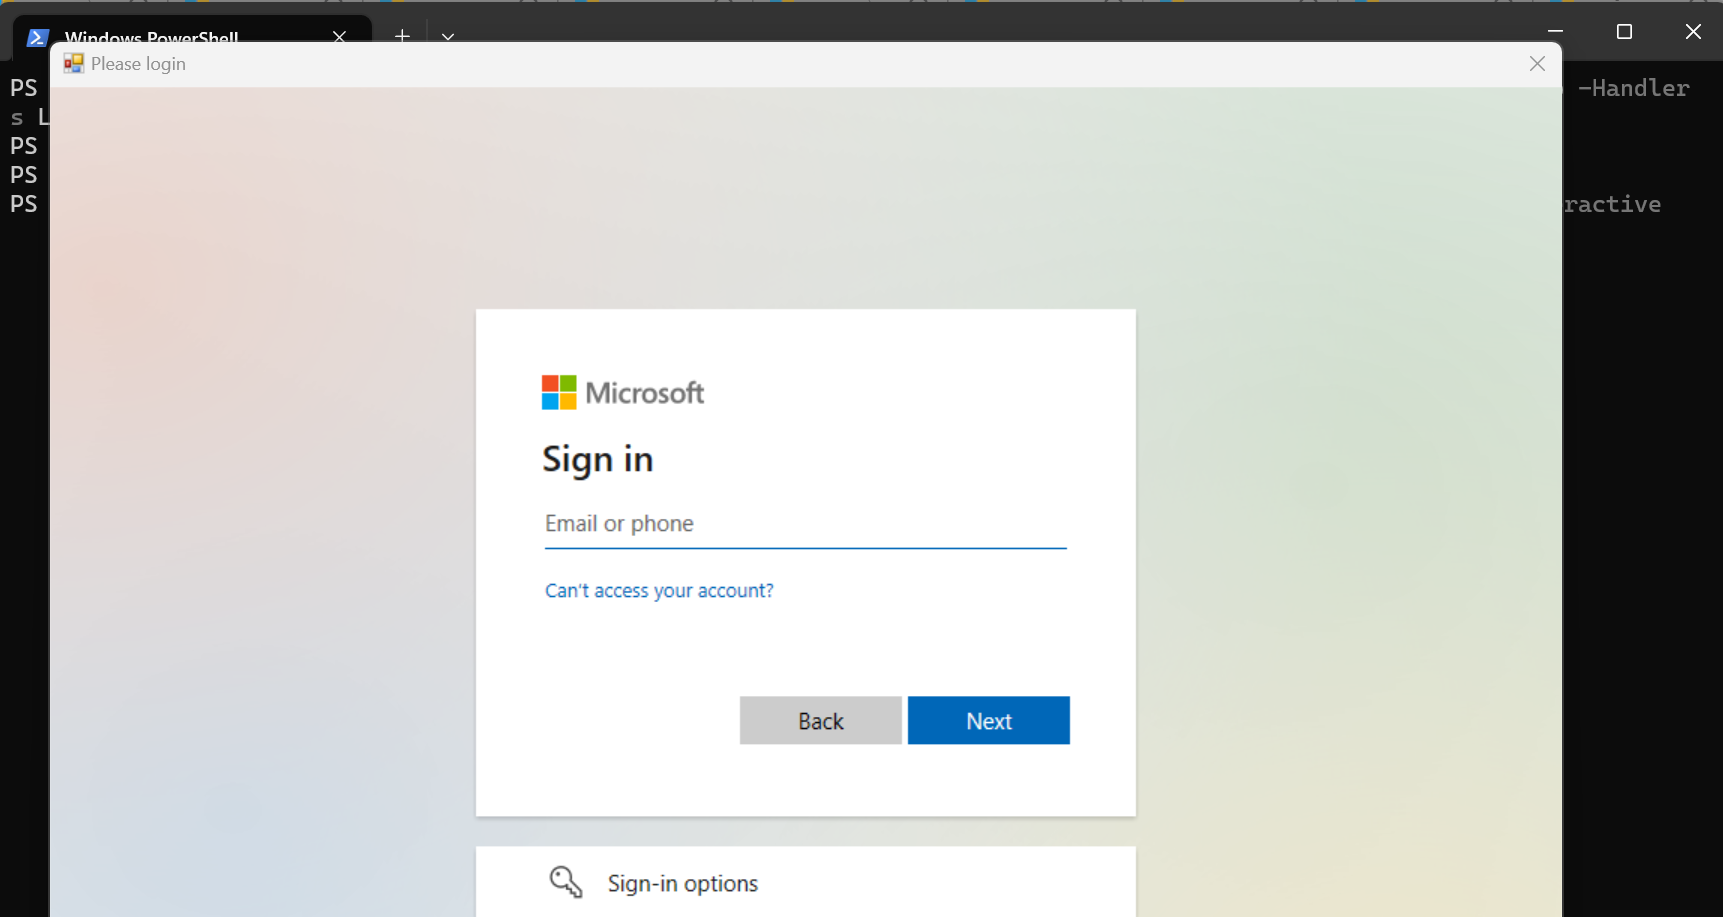 Windows PowerShell
Please login
PS
-Handler
s L
PS
PS
PS
ractive
Microsoft
Sign in
Email or phone
Can't access your account?
Back
Next
Sign-in options